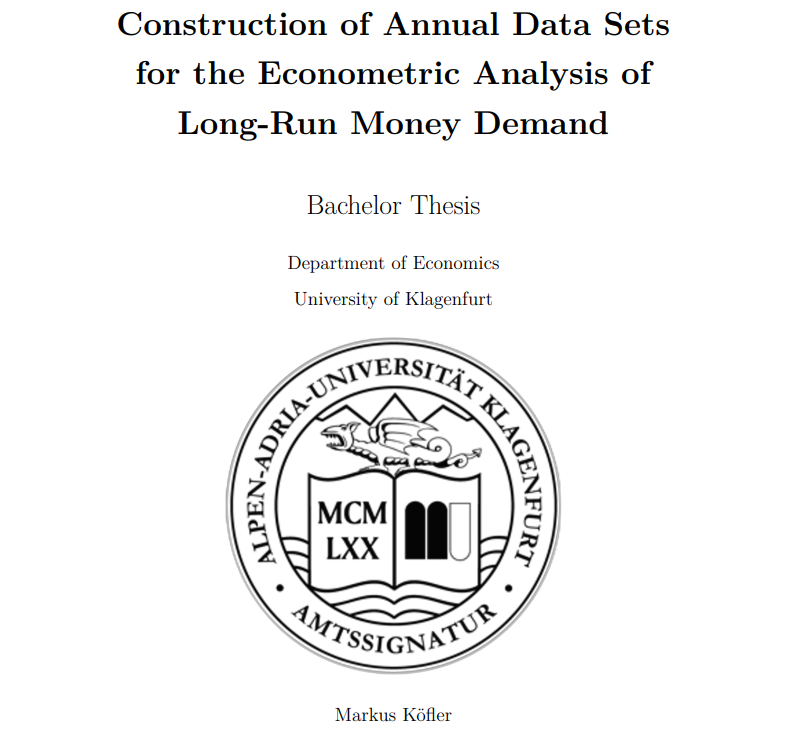 Construction of Annual Data Sets
for the Econometric Analysis of
Long-Run Money Demand
Bachelor Thesis
Department of Economics
University of Klagenfurt
ALPEN-ADRIA-UNIVERSITÄT KLAGENFURT
MCM
LXX
AMTSSIGNATUR
Markus Köfler